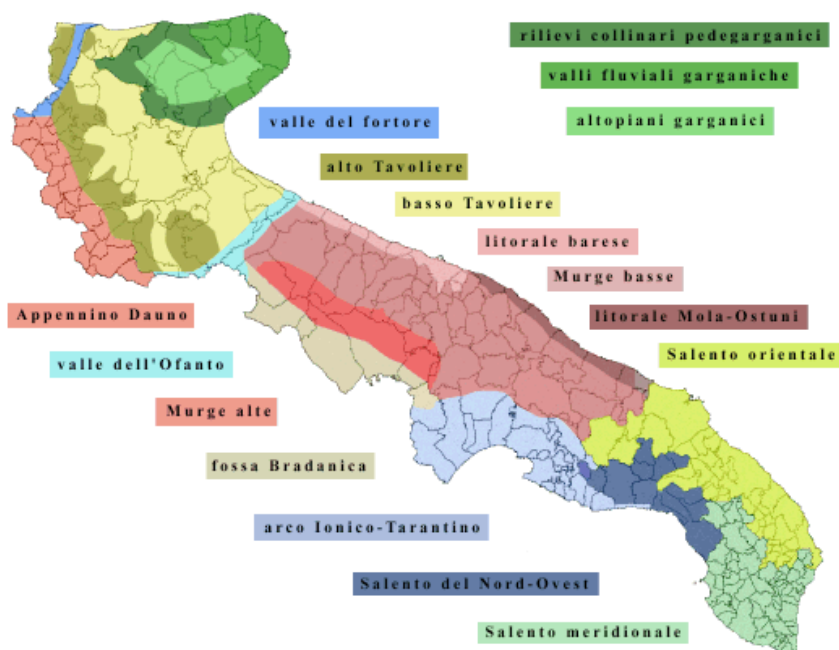 rilievi collinari pedegarganici
valli fluviali garganiche
altopiani garganici
valle del fortore
alto Tavoliere
basso Tavoliere
litorale barese
Murge basse
litorale Mola-Ostuni
Salento orientale
Appennino Dauno
valle dell'Ofanto
Murge alte
fossa Bradanica
arco Ionico-Tarantino
Salento del Nord-Ovest
Salento meridionale